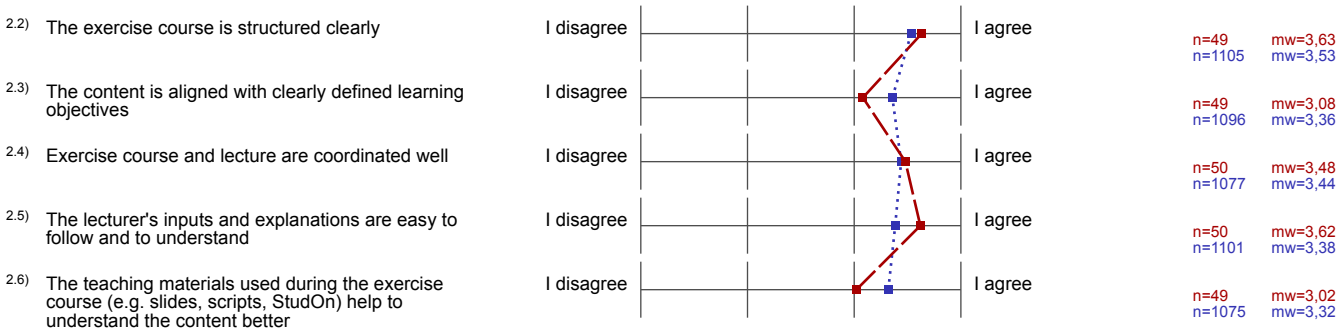 2.2) The exercise course is structured clearly I disagree I agree
n=49 mw=3,63
n=1105 mw=3,53
2.3) The content is aligned with clearly defined learning
objectives
I disagree I agree
n=49 mw=3,08
n=1096 mw=3,36
2.4) Exercise course and lecture are coordinated well I disagree I agree
n=50 mw=3,48
n=1077 mw=3,44
2.5) The lecturer's inputs and explanations are easy to
follow and to understand
I disagree I agree
n=50 mw=3,62
n=1101 mw=3,38
2.6) The teaching materials used during the exercise
course (e.g. slides, scripts, StudOn) help to
understand the content better
I disagree I agree
n=49 mw=3,02
n=1075 mw=3,32